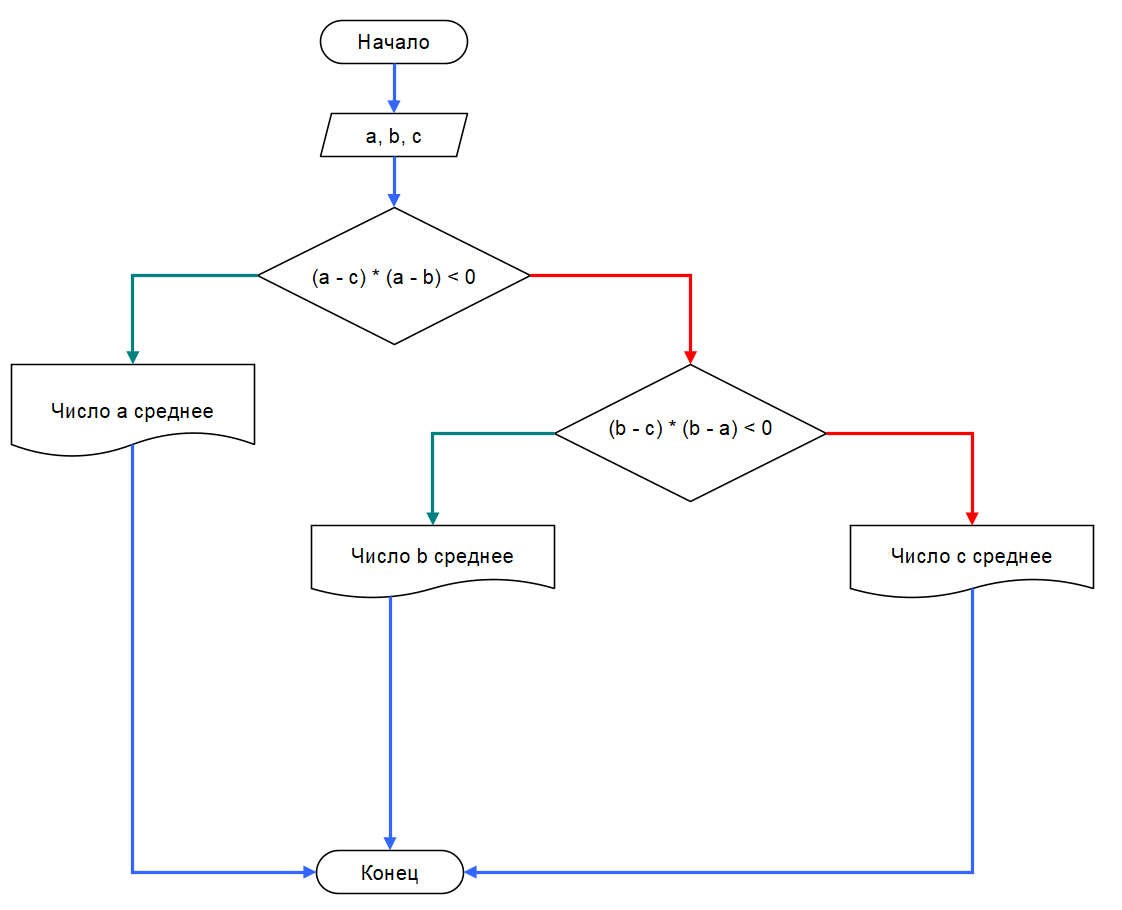 Начало
a, b, c
(a - c) * (a - b) < 0
Число a среднее
(b - c) * (b - a) < 0
Число b среднее
Число c среднее
Конец